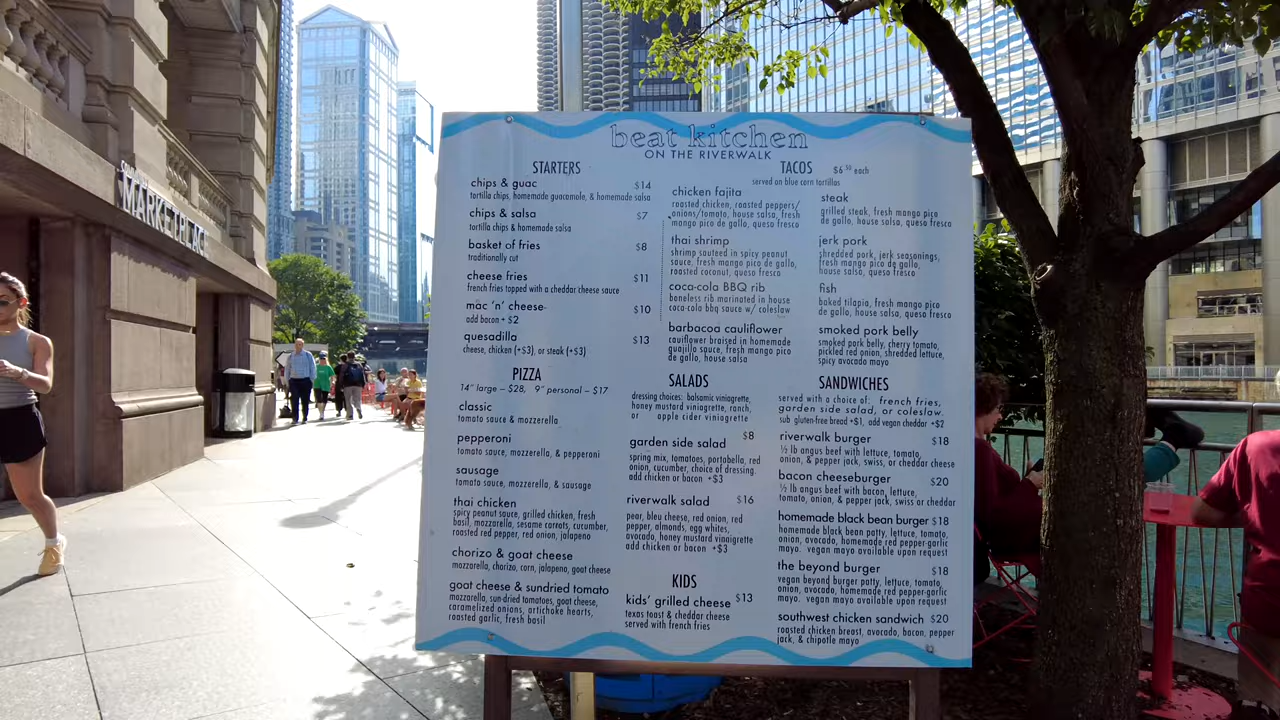 MARKETPLACE
beat kitchen
ON THE RIVERWALK
STARTERS
chips & guac $14
tortilla chips, homemade guacamole, & homemade salsa
chips & salsa $7
tortilla chips & homemade salsa
basket of fries $8
traditionally cut
cheese fries $11
french fries topped with a cheddar cheese sauce
mac 'n' cheese $10
add bacon + $2
quesadilla $13
cheese, chicken (+$3), or steak (+$3)
PIZZA
14" large – $28, 9" personal – $17
classic
tomato sauce & mozzerella
pepperoni
tomato sauce, mozzerella, & pepperoni
sausage
tomato sauce, mozzarella, & sausage
thai chicken
spicy peanut sauce, grilled chicken, fresh
basil, mozzarella, sesame carrots, cucumber,
roasted red pepper, red onion, jalapeno
chorizo & goat cheese
mozzarella, chorizo, corn, jalapeno, goat cheese
goat cheese & sundried tomato
mozzarella, sun-dried tomatoes, goat cheese,
caramelized onions, artichoke hearts,
roasted garlic, fresh basil
TACOS $6.50 each
served on blue corn tortillas
chicken fajita
roasted chicken, roasted peppers/
onions/tomato, house salsa, fresh
mango pico de gallo, queso fresco
thai shrimp
shrimp sauteed in spicy peanut
sauce, fresh mango pico de gallo,
roasted coconut, queso fresco
coca-cola BBQ rib
boneless rib marinated in house
coca-cola bbq sauce w/ coleslaw
barbacoa cauliflower
cauliflower braised in homemade
guajillo sauce, fresh mango pico
de gallo, house salsa
steak
grilled steak, fresh mango pico
de gallo, house salsa, queso fresco
jerk pork
shredded pork, jerk seasonings,
fresh mango pico de gallo,
house salsa, queso fresco
fish
baked tilapia, fresh mango pico
de gallo, house salsa, queso fresco
smoked pork belly
smoked pork belly, cherry tomato,
pickled red onion, shredded lettuce,
spicy avocado mayo
SALADS
dressing choices: balsamic viniagrette,
honey mustard viniagrette, ranch,
or apple cider viniagrette
garden side salad $8
spring mix, tomatoes, portabella, red
onion, cucumber, choice of dressing.
add chicken or bacon +$3
riverwalk salad $16
pear, bleu cheese, red onion, red
pepper, almonds, egg whites,
avocado, honey mustard viniagrette
add chicken or bacon +$3
KIDS
kids' grilled cheese $13
texas toast & cheddar cheese
served with french fries
SANDWICHES
served with a choice of: french fries,
garden side salad, or coleslaw.
sub gluten-free bread +$1, add vegan cheddar +$2
riverwalk burger $18
½ lb angus beef with lettuce, tomato,
onion, & pepper jack, swiss, or cheddar cheese
bacon cheeseburger $20
½ lb angus beef with bacon, lettuce,
tomato, onion, & pepper jack, swiss or cheddar
homemade black bean burger $18
homemade black bean patty, lettuce, tomato,
onion, avocado, homemade red pepper-garlic
mayo. vegan mayo available upon request
the beyond burger $18
vegan beyond burger patty, lettuce, tomato,
onion, avocado, homemade red pepper-garlic
mayo. vegan mayo available upon request
southwest chicken sandwich $20
roasted chicken breast, avocado, bacon, pepper
jack, & chipotle mayo